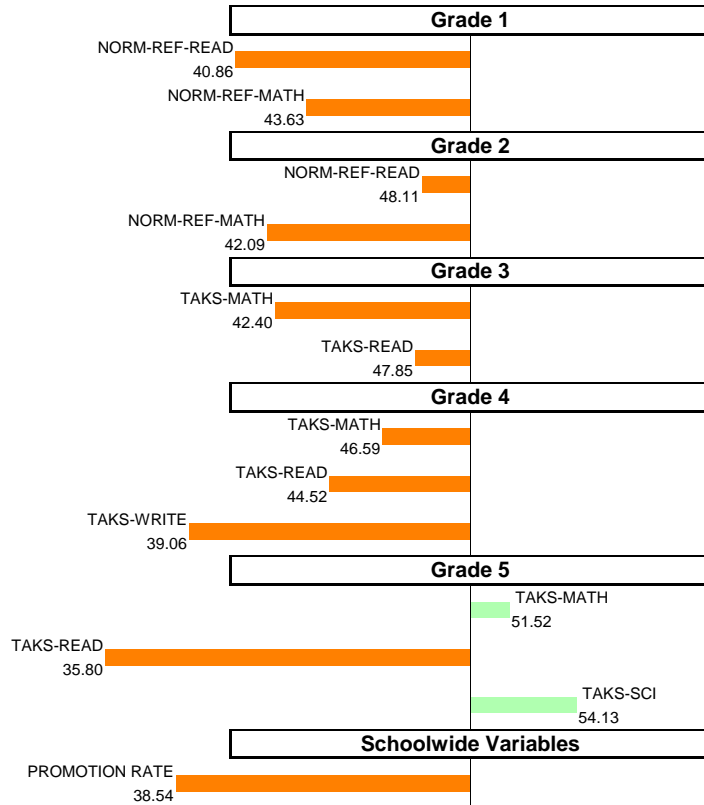 Grade 1
NORM-REF-READ
40.86
NORM-REF-MATH
43.63
Grade 2
NORM-REF-READ
48.11
NORM-REF-MATH
42.09
Grade 3
TAKS-MATH
42.40
TAKS-READ
47.85
Grade 4
TAKS-MATH
46.59
TAKS-READ
44.52
TAKS-WRITE
39.06
Grade 5
TAKS-MATH
51.52
TAKS-READ
35.80
TAKS-SCI
54.13
Schoolwide Variables
PROMOTION RATE
38.54